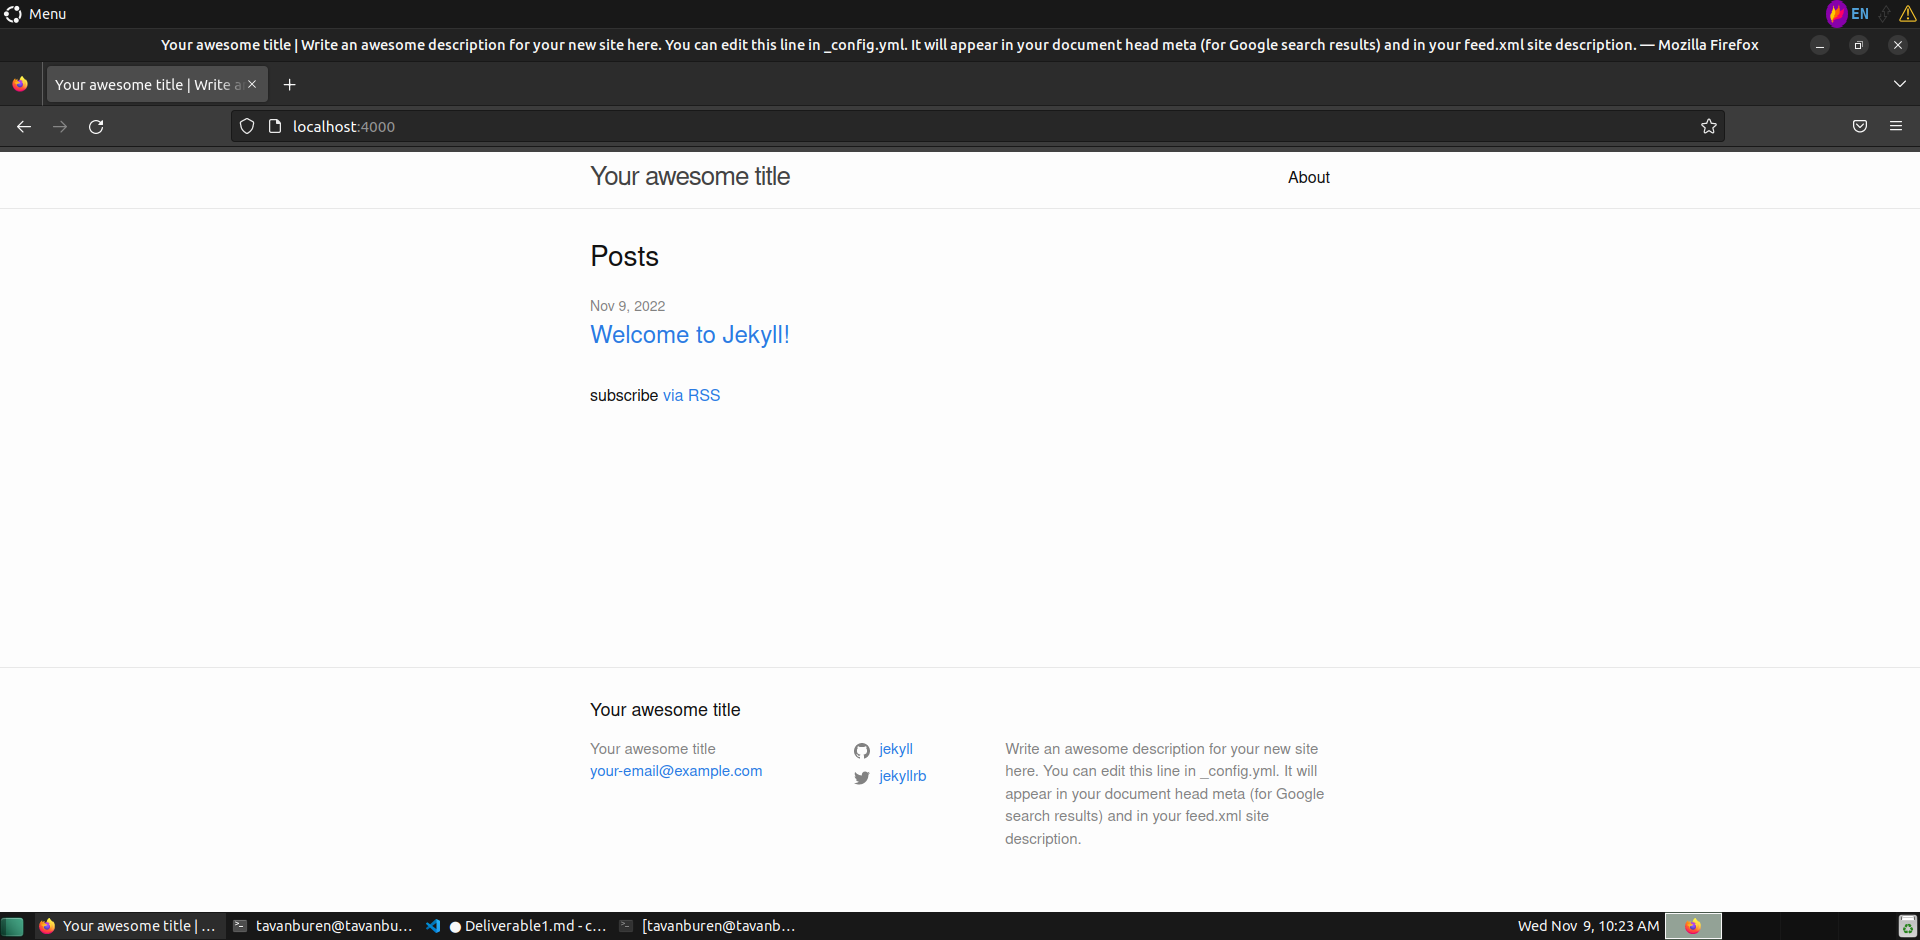 Menu
EN
Your awesome title | Write an awesome description for your new site here. You can edit this line in _config.yml. It will appear in your document head meta (for Google search results) and in your feed.xml site description. — Mozilla Firefox
Your awesome title | Write a
localhost:4000
Your awesome title
About
Posts
Nov 9, 2022
Welcome to Jekyll!
subscribe via RSS
Your awesome title
Your awesome title
your-email@example.com
jekyll
jekyllrb
Write an awesome description for your new site
here. You can edit this line in _config.yml. It will
appear in your document head meta (for Google
search results) and in your feed.xml site
description.
Your awesome title | ...
tavanburen@tavanbu...
● Deliverable1.md - c...
[tavanburen@tavanb...
Wed Nov 9, 10:23 AM